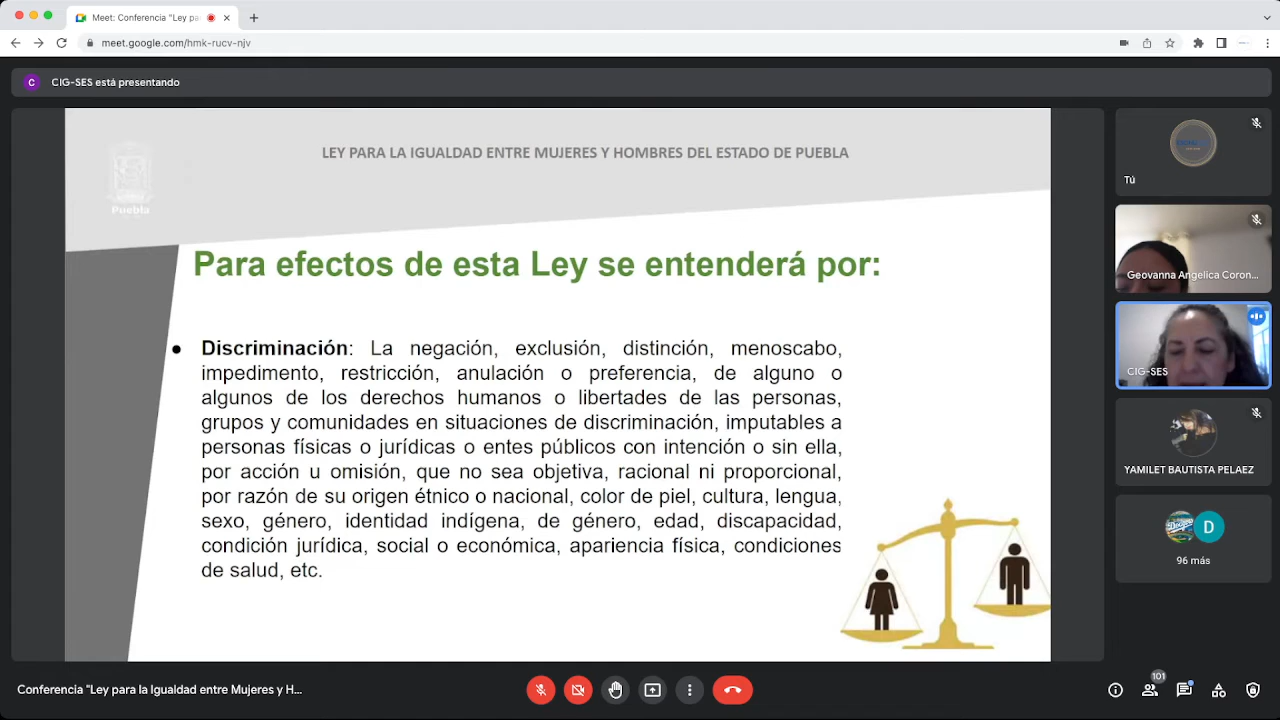 Meet: Conferencia "Ley pa
meet.google.com/hmk-rucv-njv
C CIG-SES está presentando
LEY PARA LA IGUALDAD ENTRE MUJERES Y HOMBRES DEL ESTADO DE PUEBLA
Puebla
Para efectos de esta Ley se entenderá por:
• Discriminación: La negación, exclusión, distinción, menoscabo,
impedimento, restricción, anulación o preferencia, de alguno o
algunos de los derechos humanos o libertades de las personas,
grupos y comunidades en situaciones de discriminación, imputables a
personas físicas o jurídicas o entes públicos con intención o sin ella,
por acción u omisión, que no sea objetiva, racional ni proporcional,
por razón de su origen étnico o nacional, color de piel, cultura, lengua,
sexo, género, identidad indígena, de género, edad, discapacidad,
condición jurídica, social o económica, apariencia física, condiciones
de salud, etc.
Tú
Geovanna Angelica Coron...
CIG-SES
YAMILET BAUTISTA PELAEZ
D
96 más
Conferencia "Ley para la Igualdad entre Mujeres y H...
101